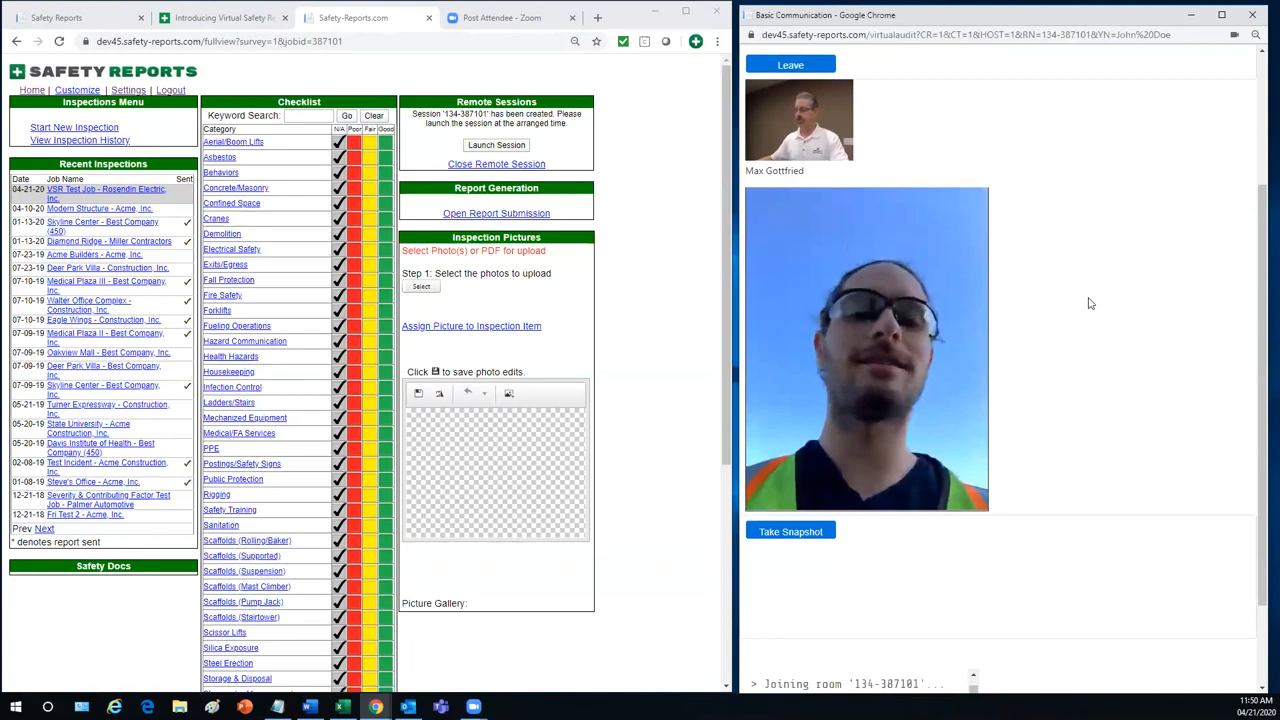 Safety Reports
Introducing Virtual Safety Re
Safety-Reports.com
Post Attendee - Zoom
dev45.safety-reports.com/fullview?survey=1&jobid=387101
SAFETY REPORTS
Home | Customize | Settings | Logout
Inspections Menu
Start New Inspection
View Inspection History
Recent Inspections
Date Job Name Sent
04-21-20 VSR Test Job - Rosendin Electric,
Inc.
04-10-20 Modern Structure - Acme, Inc.
01-13-20 Skyline Center - Best Company
(450)
01-13-20 Diamond Ridge - Miller Contractors
07-23-19 Acme Builders - Acme, Inc.
07-23-19 Deer Park Villa - Construction, Inc.
07-10-19 Medical Plaza III - Best Company,
Inc.
07-10-19 Walter Office Complex -
Construction, Inc.
07-10-19 Eagle Wings - Construction, Inc.
07-09-19 Medical Plaza II - Best Company,
Inc.
07-09-19 Oakview Mall - Best Company, Inc.
07-09-19 Deer Park Villa - Construction,
Inc.
07-09-19 Skyline Center - Best Company,
Inc.
05-21-19 Turner Expressway - Construction,
Inc.
05-20-19 State University - Acme
Construction, Inc.
05-20-19 Davis Institute of Health - Best
Company (450)
02-08-19 Test Incident - Acme Construction,
Inc.
01-08-19 Steve's Office - Acme, Inc.
12-21-18 Severity & Contributing Factor Test
Job - Palmer Automotive
12-21-18 Fri Test 2 - Acme, Inc.
Prev Next
* denotes report sent
Safety Docs
Checklist
Keyword Search: Go Clear
Category N/A Poor Fair Good
Aerial/Boom Lifts
Asbestos
Behaviors
Concrete/Masonry
Confined Space
Cranes
Demolition
Electrical Safety
Exits/Egress
Fall Protection
Fire Safety
Forklifts
Fueling Operations
Hazard Communication
Health Hazards
Housekeeping
Infection Control
Ladders/Stairs
Mechanized Equipment
Medical/FA Services
PPE
Postings/Safety Signs
Public Protection
Rigging
Safety Training
Sanitation
Scaffolds (Rolling/Baker)
Scaffolds (Supported)
Scaffolds (Suspension)
Scaffolds (Mast Climber)
Scaffolds (Pump Jack)
Scaffolds (Stairtower)
Scissor Lifts
Silica Exposure
Steel Erection
Storage & Disposal
Remote Sessions
Session '134-387101' has been created. Please
launch the session at the arranged time.
Launch Session
Close Remote Session
Report Generation
Open Report Submission
Inspection Pictures
Select Photo(s) or PDF for upload
Step 1: Select the photos to upload
Select
Assign Picture to Inspection Item
Click to save photo edits.
Picture Gallery:
Basic Communication - Google Chrome
dev45.safety-reports.com/virtualaudit?CR=1&CT=1&HOST=1&RN=134-387101&YN=John%20Doe
Leave
Max Gottfried
Take Snapshot
> Joining room '134-387101'...
11:50 AM
04/21/2020